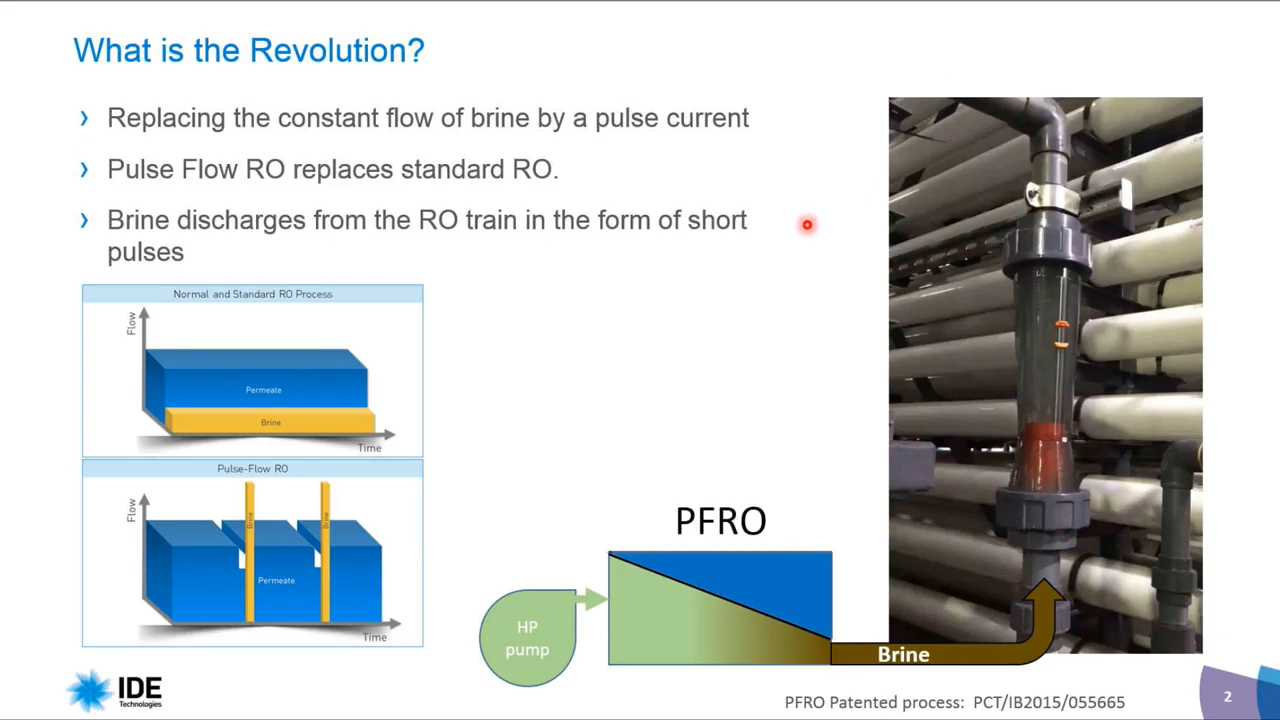 What is the Revolution?
Replacing the constant flow of brine by a pulse current
Pulse Flow RO replaces standard RO.
Brine discharges from the RO train in the form of short
pulses
Normal and Standard RO Process
Flow
Permeate
Brine
Time
Pulse-Flow RO
Flow
Brine
Brine
Permeate
Time
PFRO
HP
pump
Brine
IDE
Technologies
PFRO Patented process: PCT/IB2015/055665
2